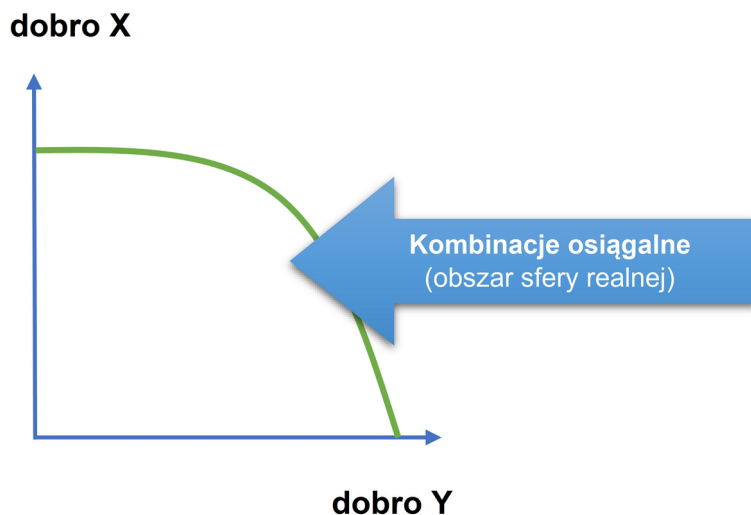 dobro X
Kombinacje osiągalne
(obszar sfery realnej)
dobro Y